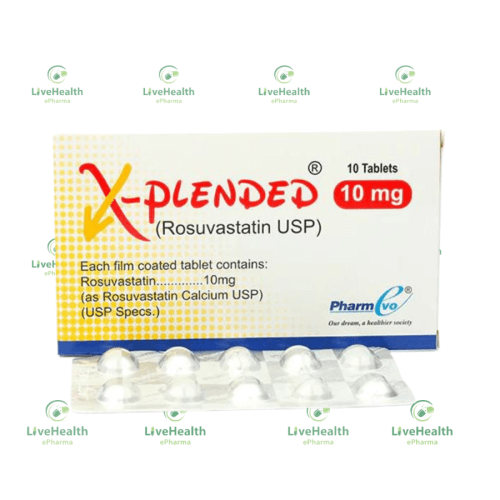 LiveHealth
ePharma
LiveHealth
ePharma
LiveHealth
ePharma
LiveHealth
ePharma
X-PLENDED®
10 Tablets
10 mg
(Rosuvastatin USP)
Each film coated tablet contains:
Rosuvastatin.............10mg
(as Rosuvastatin Calcium USP)
(USP Specs.)
PharmEvo®
Our dream, a healthier society
LiveHealth
ePharma
LiveHealth
ePharma
LiveHealth
ePharma
LiveHealth
ePharma